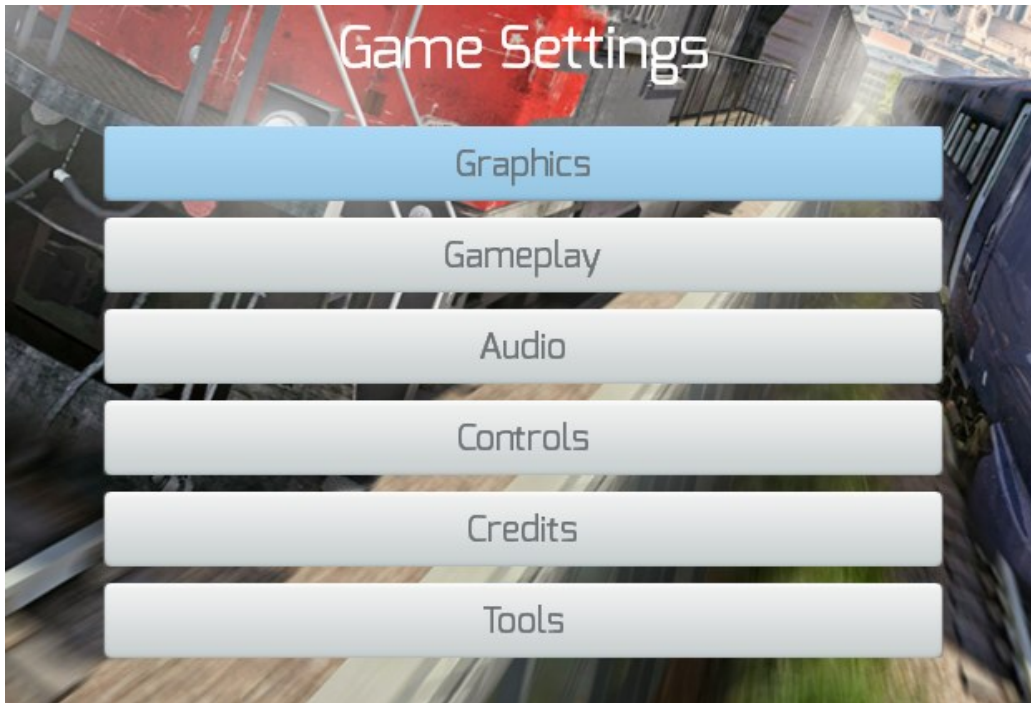 Game Settings
Graphics
Gameplay
Audio
Controls
Credits
Tools